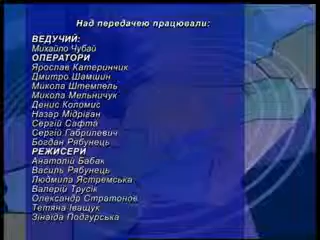 Над передачею працювали:
ВЕДУЧИЙ:
Михайло Чубай
ОПЕРАТОРИ
Ярослав Катеринчик
Дмитро Шамшин
Микола Штемпель
Микола Мельничук
Денис Коломис
Назар Мідріган
Сергій Сафта
Сергій Габрилевич
Богдан Рябунець
РЕЖИСЕРИ
Анатолій Бабак
Василь Рябунець
Людмила Ястремська
Валерій Трусік
Олександр Стратонов
Тетяна Іващук
Зінаїда Подгурська